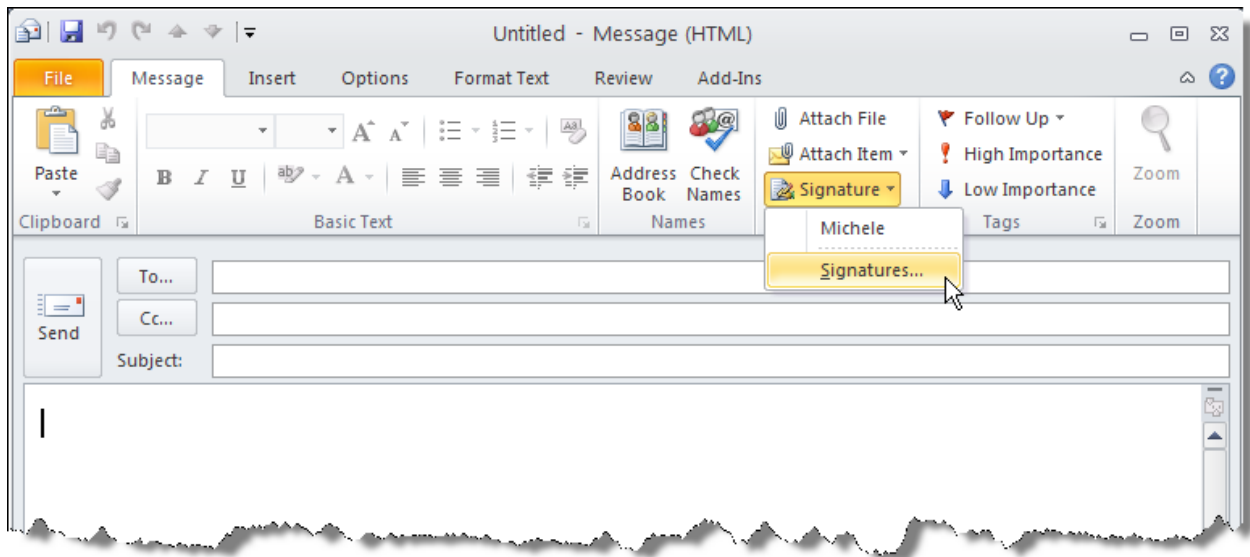 Untitled - Message (HTML)
File Message Insert Options Format Text Review Add-Ins
Paste
Clipboard
A A
B I U ab A
Basic Text
Address Book
Check Names
Names
Attach File
Attach Item
Signature
Michele
Signatures...
Follow Up
High Importance
Low Importance
Tags
Zoom
Zoom
Send
To...
Cc...
Subject: